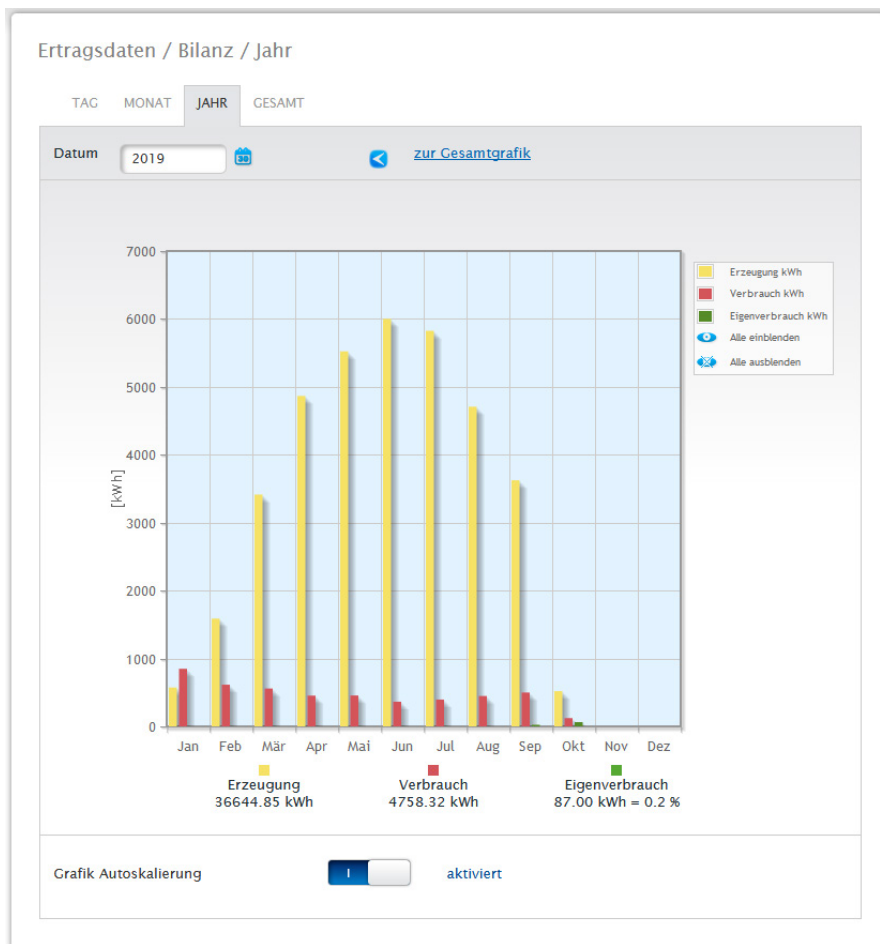 Ertragsdaten / Bilanz / Jahr
TAG MONAT JAHR GESAMT
Datum 2019 30 zur Gesamtgrafik
7000
6000
5000
4000
3000
2000
1000
0
[kWh]
Jan Feb Mär Apr Mai Jun Jul Aug Sep Okt Nov Dez
Erzeugung kWh
Verbrauch kWh
Eigenverbrauch kWh
Alle einblenden
Alle ausblenden
Erzeugung Verbrauch Eigenverbrauch
36644.85 kWh 4758.32 kWh 87.00 kWh = 0.2 %
Grafik Autoskalierung I aktiviert